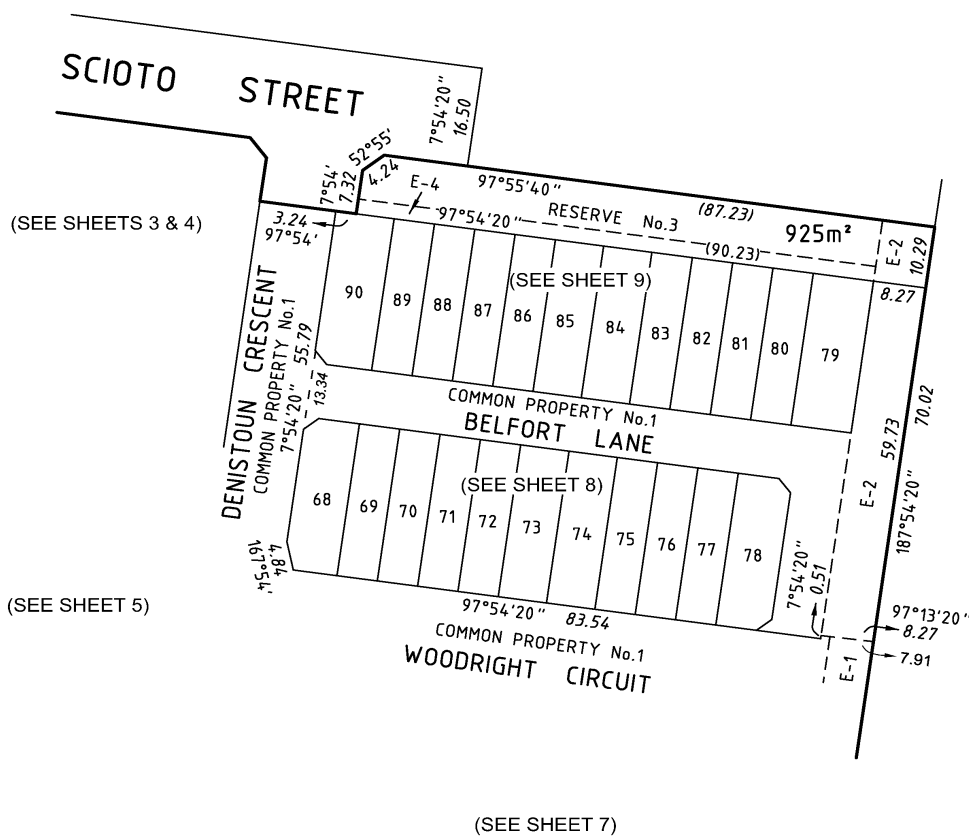 SCIOTO STREET
7°54'20"
16.50
52°55'
4.24
7°54'
7.32
E-4
97°55'40"
(87.23)
RESERVE No.3
925m²
E-2
10.29
(SEE SHEETS 3 & 4)
3.24
97°54'
97°54'20"
(90.23)
8.27
(SEE SHEET 9)
90
89
88
87
86
85
84
83
82
81
80
79
DENISTOUN CRESCENT
COMMON PROPERTY No.1
7°54'20" 55.79
13.34
COMMON PROPERTY No.1
BELFORT LANE
59.73
70.02
E-2
187°54'20"
(SEE SHEET 8)
68
69
70
71
72
73
74
75
76
77
78
4.84
167°54'
7°54'20"
0.51
(SEE SHEET 5)
97°54'20" 83.54
COMMON PROPERTY No.1
WOODRIGHT CIRCUIT
97°13'20"
8.27
7.91
E-1
(SEE SHEET 7)